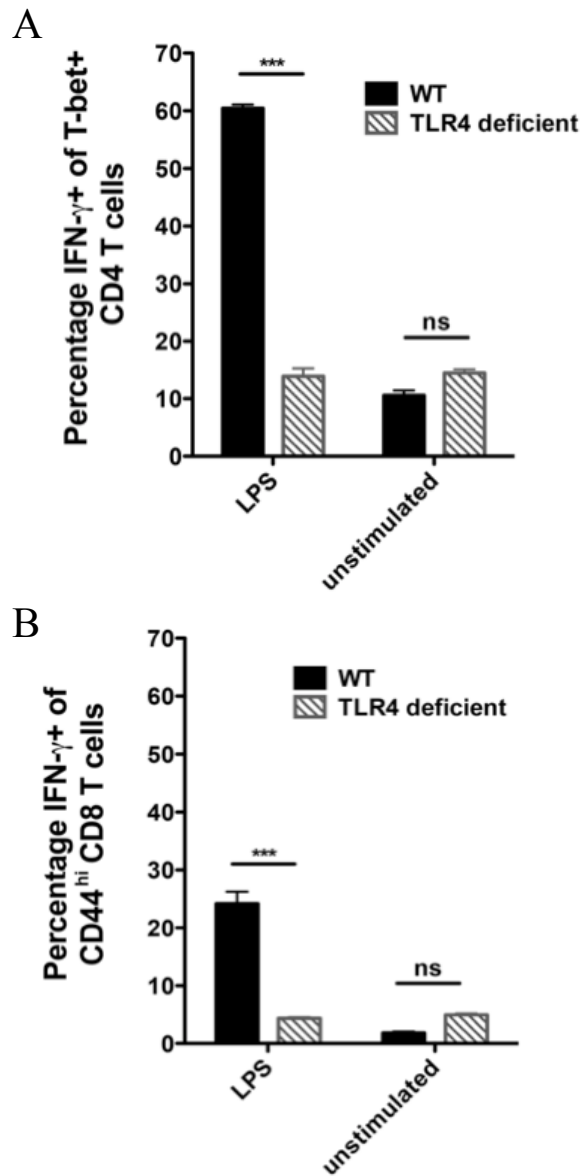 A
Percentage IFN-γ+ of T-bet+
CD4 T cells
70
60
50
40
30
20
10
0
***
WT
TLR4 deficient
ns
LPS
unstimulated
B
Percentage IFN-γ+ of
CD44hi CD8 T cells
70
60
50
40
30
20
10
0
WT
TLR4 deficient
***
ns
LPS
unstimulated